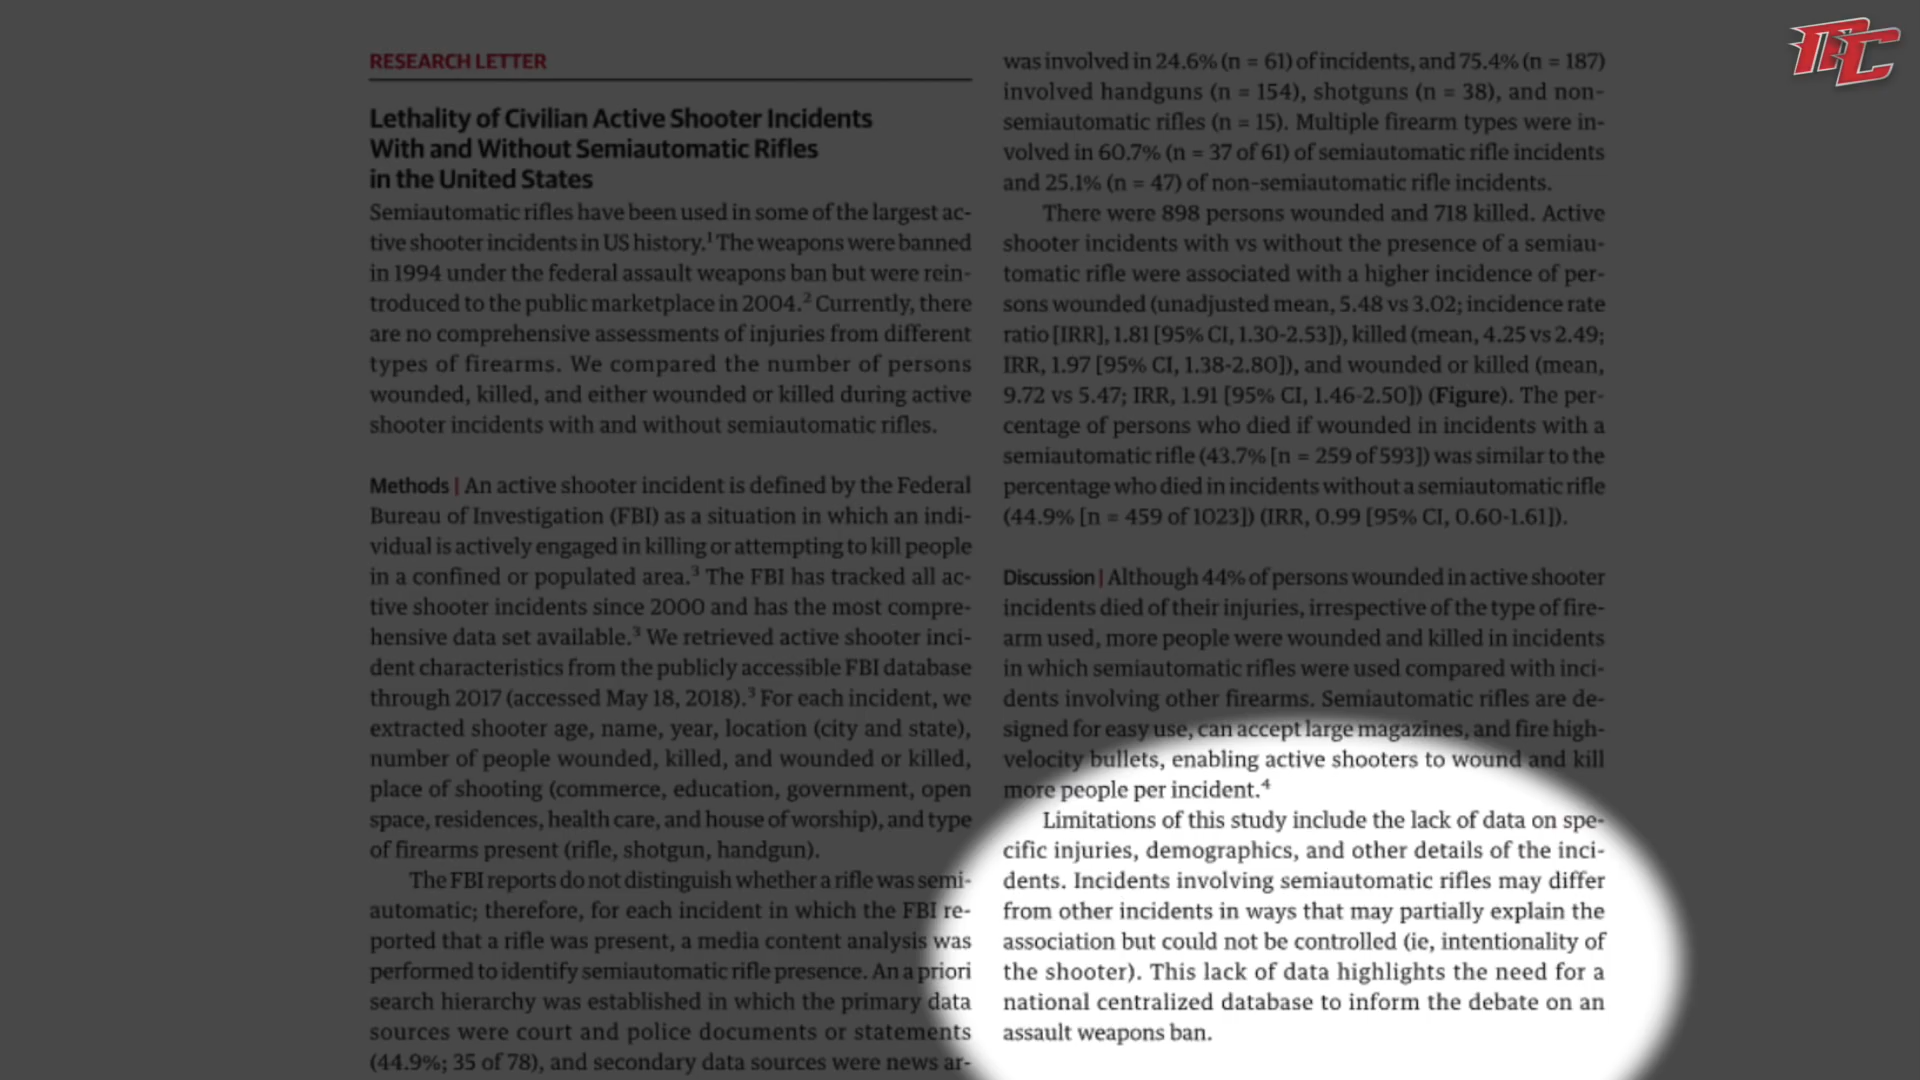 RESEARCH LETTER
Lethality of Civilian Active Shooter Incidents
With and Without Semiautomatic Rifles
in the United States
Semiautomatic rifles have been used in some of the largest ac-
tive shooter incidents in US history.¹ The weapons were banned
in 1994 under the federal assault weapons ban but were rein-
troduced to the public marketplace in 2004.² Currently, there
are no comprehensive assessments of injuries from different
types of firearms. We compared the number of persons
wounded, killed, and either wounded or killed during active
shooter incidents with and without semiautomatic rifles.
Methods | An active shooter incident is defined by the Federal
Bureau of Investigation (FBI) as a situation in which an indi-
vidual is actively engaged in killing or attempting to kill people
in a confined or populated area.³ The FBI has tracked all ac-
tive shooter incidents since 2000 and has the most compre-
hensive data set available.³ We retrieved active shooter inci-
dent characteristics from the publicly accessible FBI database
through 2017 (accessed May 18, 2018).³ For each incident, we
extracted shooter age, name, year, location (city and state),
number of people wounded, killed, and wounded or killed,
place of shooting (commerce, education, government, open
space, residences, health care, and house of worship), and type
of firearms present (rifle, shotgun, handgun).
The FBI reports do not distinguish whether a rifle was semi-
automatic; therefore, for each incident in which the FBI re-
ported that a rifle was present, a media content analysis was
performed to identify semiautomatic rifle presence. An a priori
search hierarchy was established in which the primary data
sources were court and police documents or statements
(44.9%; 35 of 78), and secondary data sources were news ar-
was involved in 24.6% (n = 61) of incidents, and 75.4% (n = 187)
involved handguns (n = 154), shotguns (n = 38), and non-
semiautomatic rifles (n = 15). Multiple firearm types were in-
volved in 60.7% (n = 37 of 61) of semiautomatic rifle incidents
and 25.1% (n = 47) of non-semiautomatic rifle incidents.
There were 898 persons wounded and 718 killed. Active
shooter incidents with vs without the presence of a semiau-
tomatic rifle were associated with a higher incidence of per-
sons wounded (unadjusted mean, 5.48 vs 3.02; incidence rate
ratio [IRR], 1.81 [95% CI, 1.30-2.53]), killed (mean, 4.25 vs 2.49;
IRR, 1.97 [95% CI, 1.38-2.80]), and wounded or killed (mean,
9.72 vs 5.47; IRR, 1.91 [95% CI, 1.46-2.50]) (Figure). The per-
centage of persons who died if wounded in incidents with a
semiautomatic rifle (43.7% [n = 259 of 593]) was similar to the
percentage who died in incidents without a semiautomatic rifle
(44.9% [n = 459 of 1023]) (IRR, 0.99 [95% CI, 0.60-1.61]).
Discussion | Although 44% of persons wounded in active shooter
incidents died of their injuries, irrespective of the type of fire-
arm used, more people were wounded and killed in incidents
in which semiautomatic rifles were used compared with inci-
dents involving other firearms. Semiautomatic rifles are de-
signed for easy use, can accept large magazines, and fire high-
velocity bullets, enabling active shooters to wound and kill
more people per incident.⁴
Limitations of this study include the lack of data on spe-
cific injuries, demographics, and other details of the inci-
dents. Incidents involving semiautomatic rifles may differ
from other incidents in ways that may partially explain the
association but could not be controlled (ie, intentionality of
the shooter). This lack of data highlights the need for a
national centralized database to inform the debate on an
assault weapons ban.